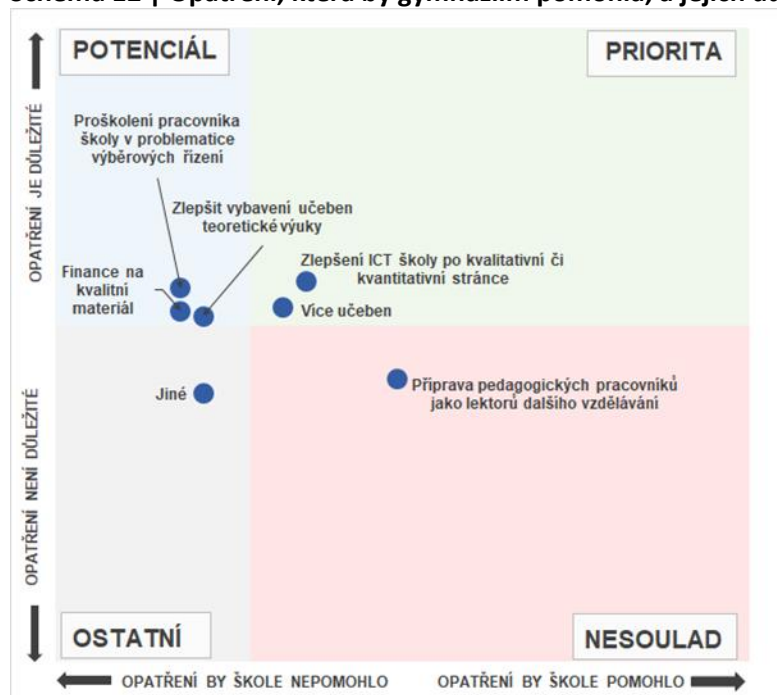 | Opatření, která by gymnáziím pomohla, a jejich
POTENCIÁL
PRIORITA
OPATŘENÍ JE DŮLEŽITÉ
Proškolení pracovníka
školy v problematice
výběrových řízení
Zlepšit vybavení učeben
teoretické výuky
Zlepšení ICT školy po kvalitativní či
kvantitativní stránce
Finance na
kvalitní
materiál
Více učeben
Jiné
Příprava pedagogických pracovníků
jako lektorů dalšího vzdělávání
OPATŘENÍ NENÍ DŮLEŽITÉ
OSTATNÍ
NESOULAD
OPATŘENÍ BY ŠKOLE NEPOMOHLO
OPATŘENÍ BY ŠKOLE POMOHLO